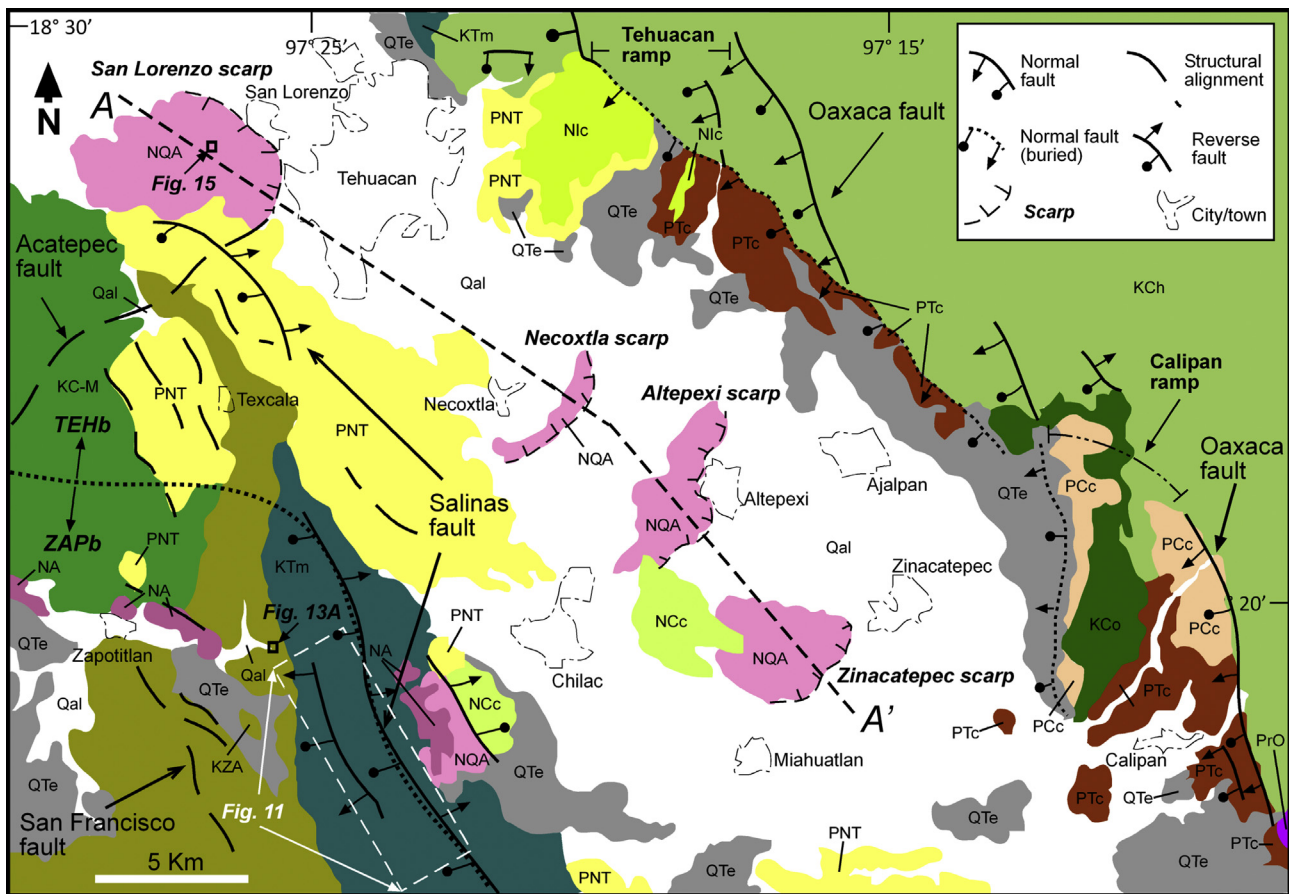 18 30'
97 25'
97 15'
20'
N
San Lorenzo scarp
San Lorenzo
A
NQA
Fig. 15
Tehuacan
QTe
KTm
Tehuacan
ramp
PNT
NIc
PNT
QTe
NIc
QTe
PTc
PTc
QTe
PTc
Oaxaca fault
KCh
Normal
fault
Structural
alignment
Normal fault
(buried)
Reverse
fault
Scarp
City/town
Acatepec
fault
Qal
Qal
KC-M
PNT
Texcala
PNT
TEHb
ZAPb
Necoxtla scarp
Necoxtla
NQA
Altepexi scarp
Altepexi
NQA
Ajalpan
Calipan
ramp
Oaxaca
fault
QTe
PCc
PCc
KCo
PCc
PCc
Salinas
fault
KTm
PNT
NA
NA
Fig. 13A
Zapotitlan
QTe
Qal
QTe
Qal
KZA
QTe
San Francisco
fault
Fig. 11
5 Km
NA
PNT
NCc
NQA
QTe
Chilac
NCc
NQA
Qal
Zinacatepec
Zinacatepec scarp
A'
Miahuatlan
PTc
PTc
Calipan
PTc
QTe
PTc
PrO
PTc
QTe
QTe
PNT
QTe
PNT